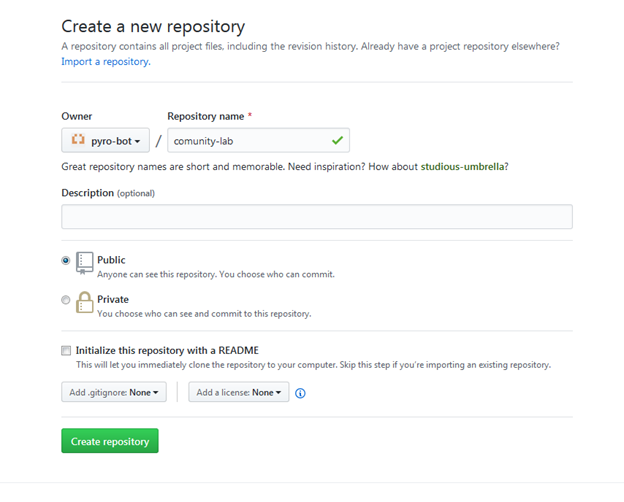 Create a new repository
A repository contains all project files, including the revision history. Already have a project repository elsewhere?
Import a repository.
Owner Repository name *
pyro-bot / comunity-lab
Great repository names are short and memorable. Need inspiration? How about studious-umbrella?
Description (optional)
Public
Anyone can see this repository. You choose who can commit.
Private
You choose who can see and commit to this repository.
Initialize this repository with a README
This will let you immediately clone the repository to your computer. Skip this step if you're importing an existing repository.
Add .gitignore: None Add a license: None
Create repository